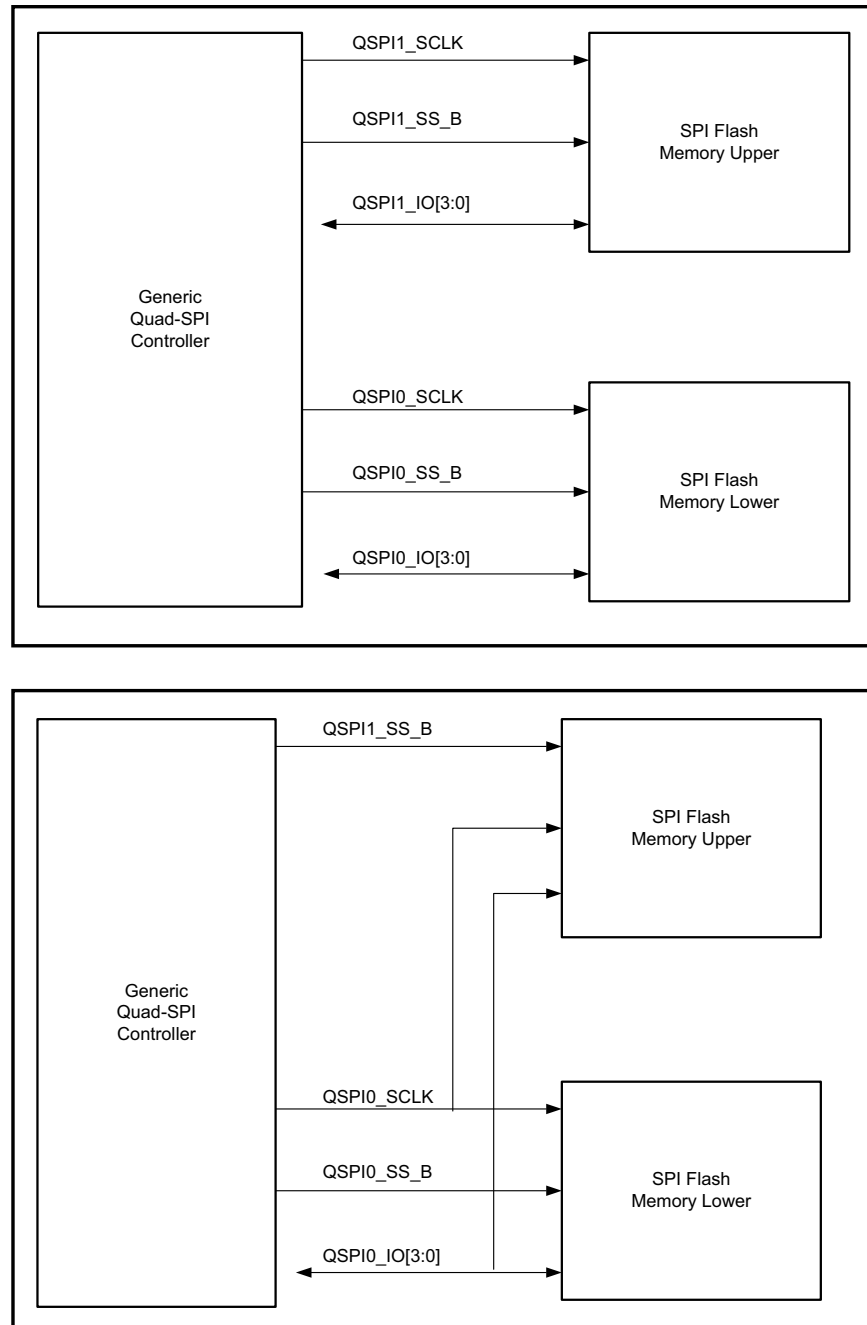 QSPI1_SCLK
QSPI1_SS_B
SPI Flash
Memory Upper
QSPI1_IO[3:0]
Generic
Quad-SPI
Controller
QSPI0_SCLK
QSPI0_SS_B
SPI Flash
Memory Lower
QSPI0_IO[3:0]
QSPI1_SS_B
SPI Flash
Memory Upper
Generic
Quad-SPI
Controller
QSPI0_SCLK
QSPI0_SS_B
SPI Flash
Memory Lower
QSPI0_IO[3:0]